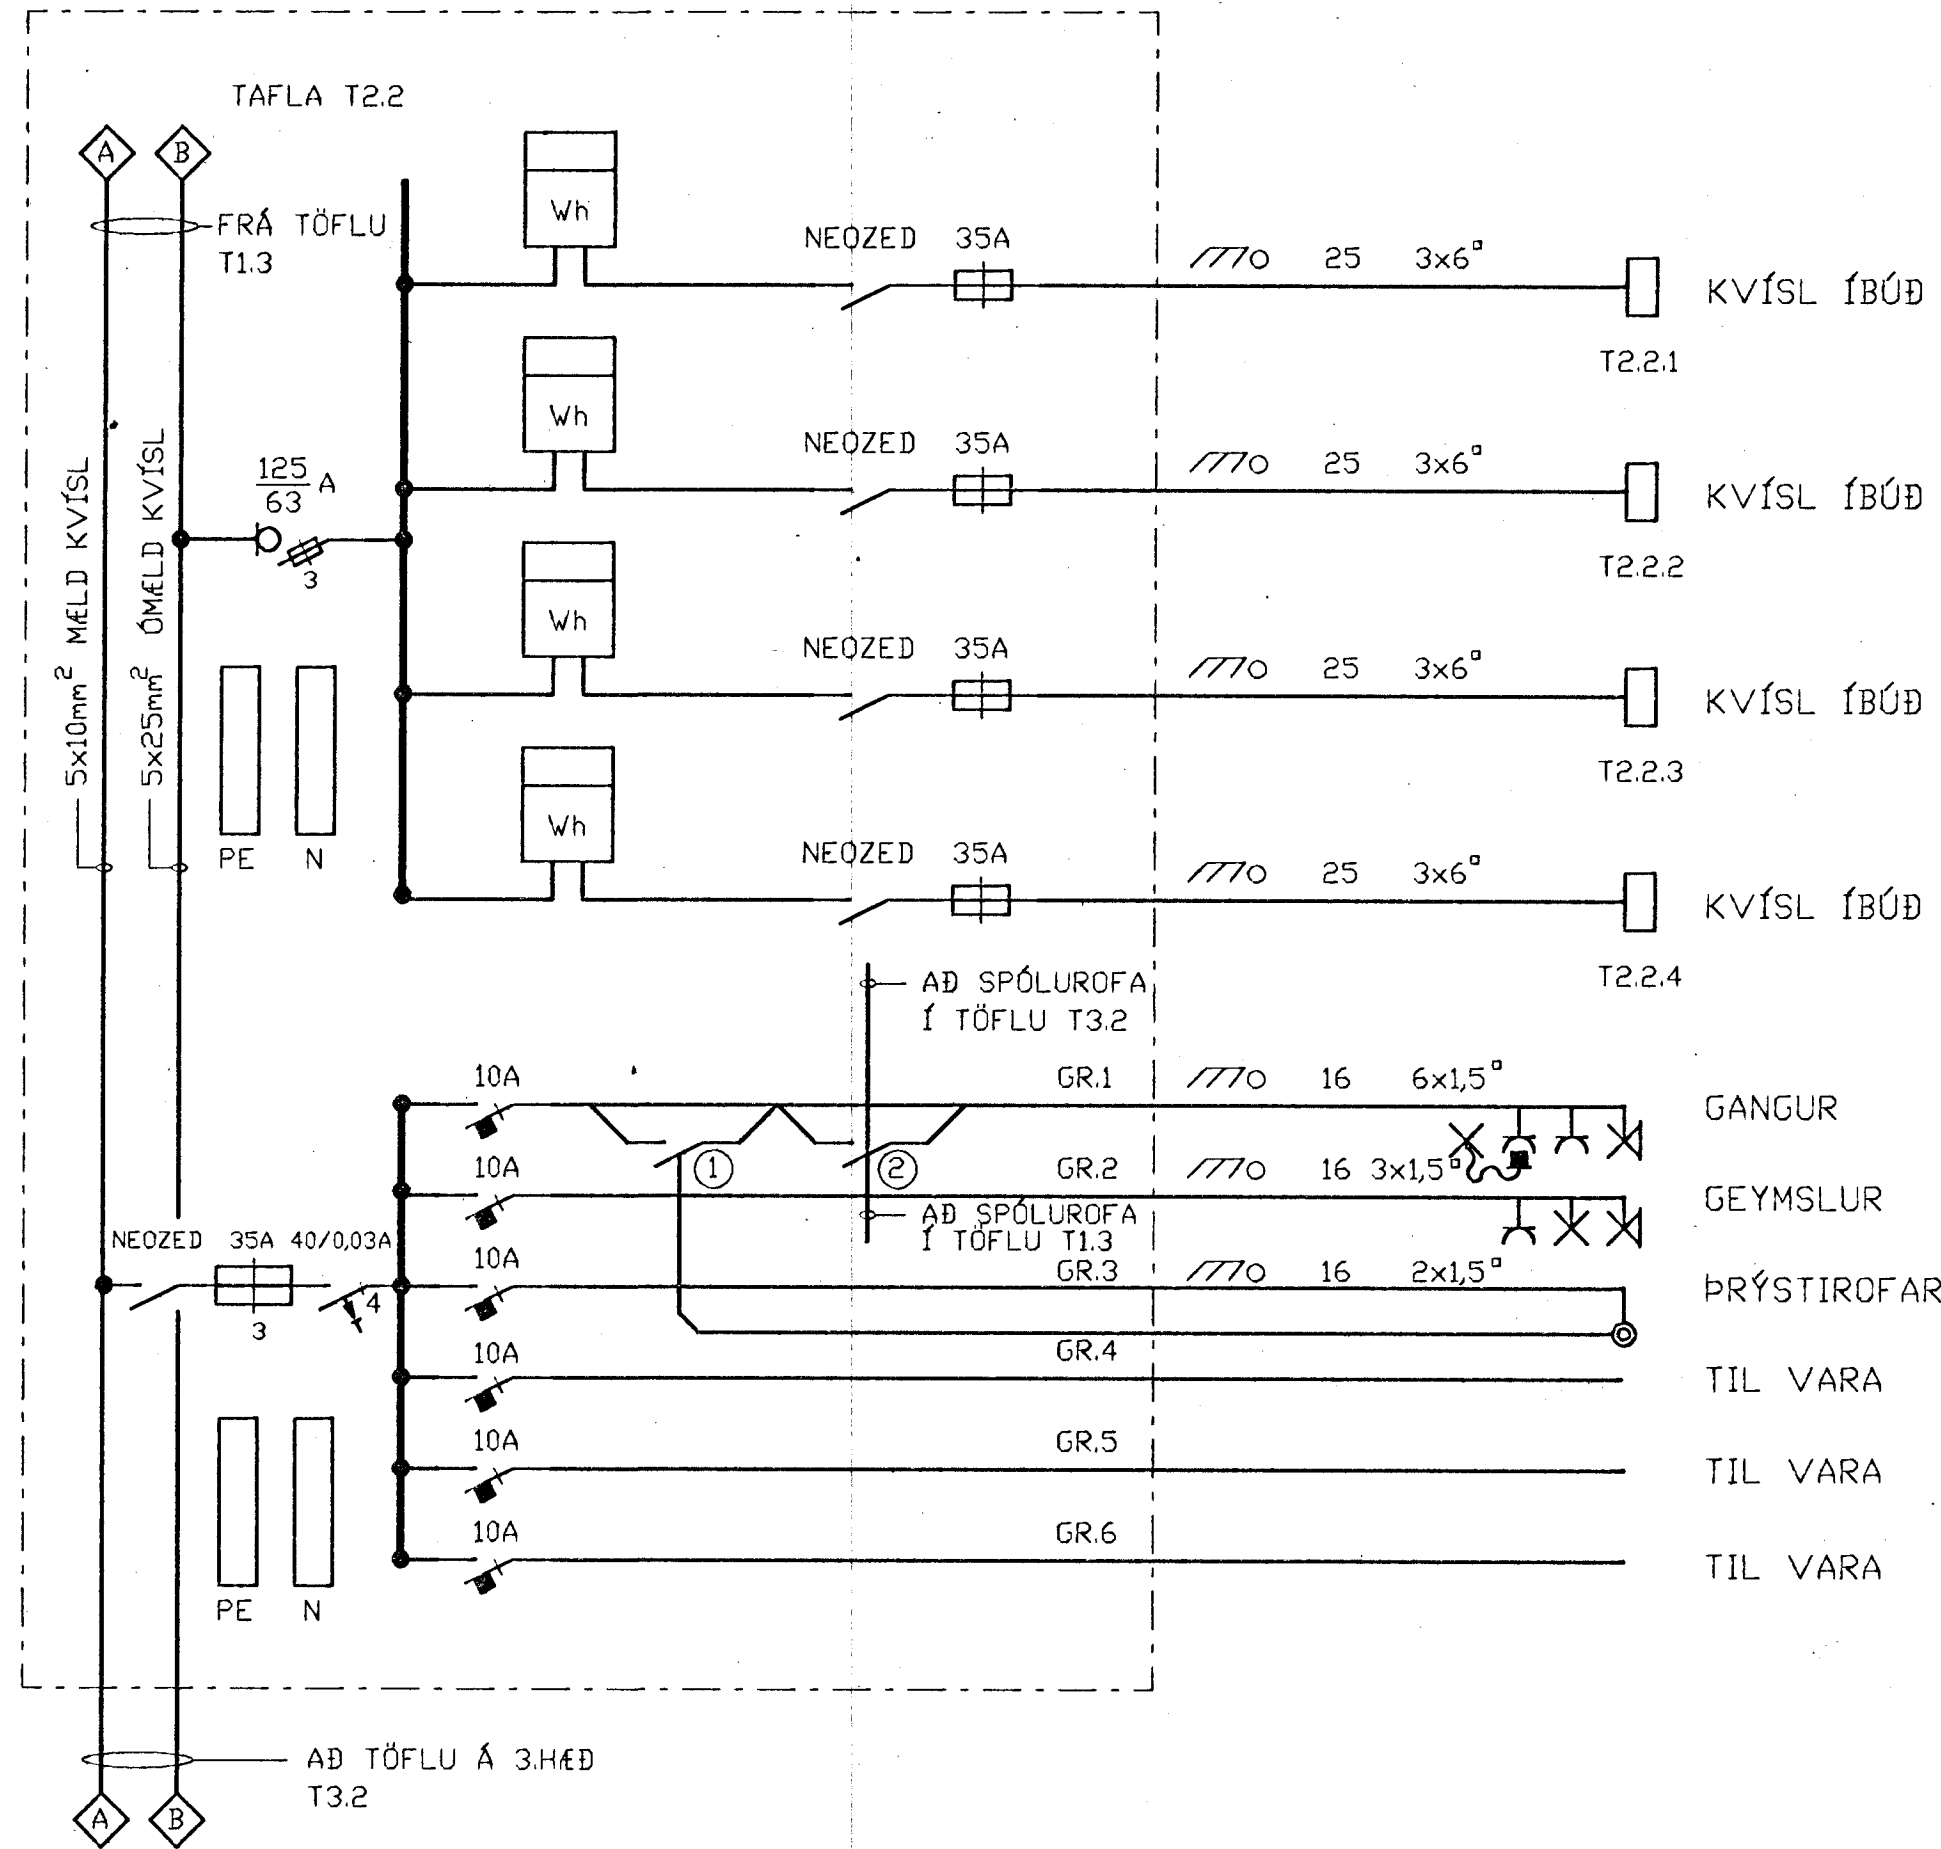 TAFLA T2.2
A
B
FRÁ TÖFLU
T1.3
Wh
NEOZED 35A
25 3x6▫
KVÍSL ÍBÚÐ
T2.2.1
Wh
NEOZED 35A
25 3x6▫
KVÍSL ÍBÚÐ
T2.2.2
5x10mm² MÆLD KVÍSL
5x25mm² ÓMÆLD KVÍSL
125
63 A
3
Wh
NEOZED 35A
25 3x6▫
KVÍSL ÍBÚÐ
T2.2.3
PE
N
Wh
NEOZED 35A
25 3x6▫
KVÍSL ÍBÚÐ
T2.2.4
AÐ SPÓLUROFA
Í TÖFLU T3.2
10A
GR.1 16 6x1,5▫
GANGUR
1
2
10A
GR.2 16 3x1,5▫
GEYMSLUR
AÐ SPÓLUROFA
Í TÖFLU T1.3
NEOZED 35A 40/0,03A
3
4
10A
GR.3 16 2x1,5▫
ÞRÝSTIROFAR
10A
GR.4
TIL VARA
10A
GR.5
TIL VARA
10A
GR.6
TIL VARA
PE
N
AÐ TÖFLU Á 3.HÆÐ
T3.2
A
B